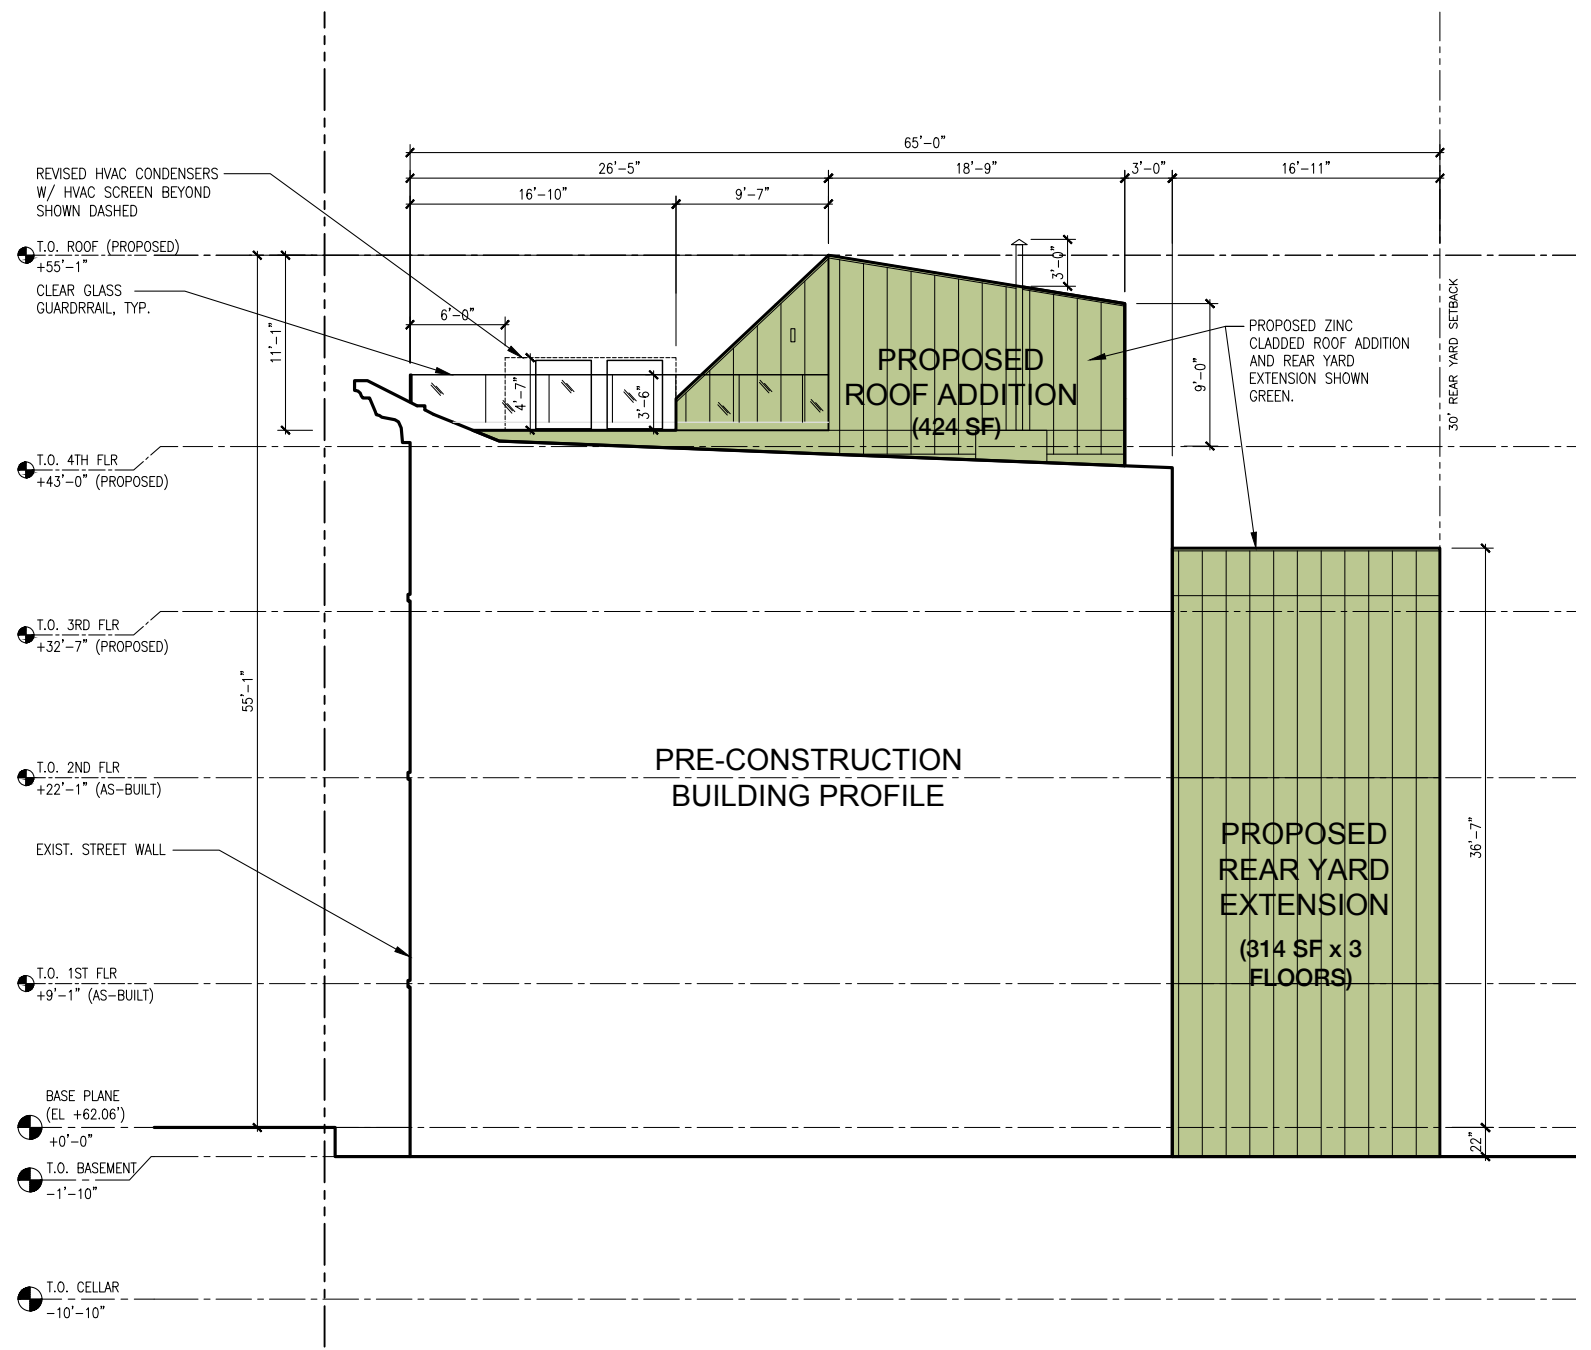 65'-0"
26'-5"
18'-9"
3'-0"
16'-11"
16'-10"
9'-7"
REVISED HVAC CONDENSERS
W/ HVAC SCREEN BEYOND
SHOWN DASHED
T.O. ROOF (PROPOSED)
+55'-1"
CLEAR GLASS
GUARDRRAIL, TYP.
6'-0"
11'-1"
4'-7"
3'-6"
3'-0"
9'-0"
PROPOSED
ROOF ADDITION
(424 SF)
PROPOSED ZINC
CLADDED ROOF ADDITION
AND REAR YARD
EXTENSION SHOWN
GREEN.
30' REAR YARD SETBACK
T.O. 4TH FLR
+43'-0" (PROPOSED)
T.O. 3RD FLR
+32'-7" (PROPOSED)
55'-1"
T.O. 2ND FLR
+22'-1" (AS-BUILT)
PRE-CONSTRUCTION
BUILDING PROFILE
EXIST. STREET WALL
PROPOSED
REAR YARD
EXTENSION
(314 SF x 3
FLOORS)
36'-7"
T.O. 1ST FLR
+9'-1" (AS-BUILT)
BASE PLANE
(EL +62.06')
+0'-0"
22"
T.O. BASEMENT
-1'-10"
T.O. CELLAR
-10'-10"